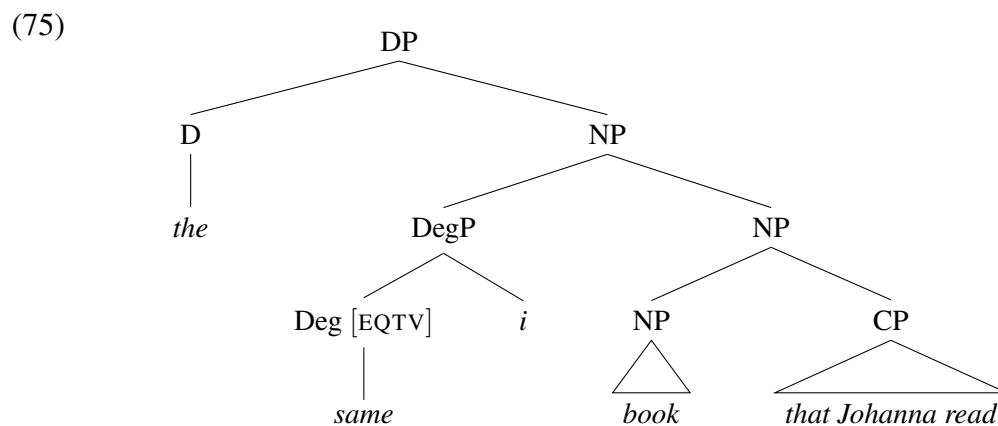 (75)
DP
D NP
the DegP NP
Deg [EQTV] i NP CP
same book that Johanna read